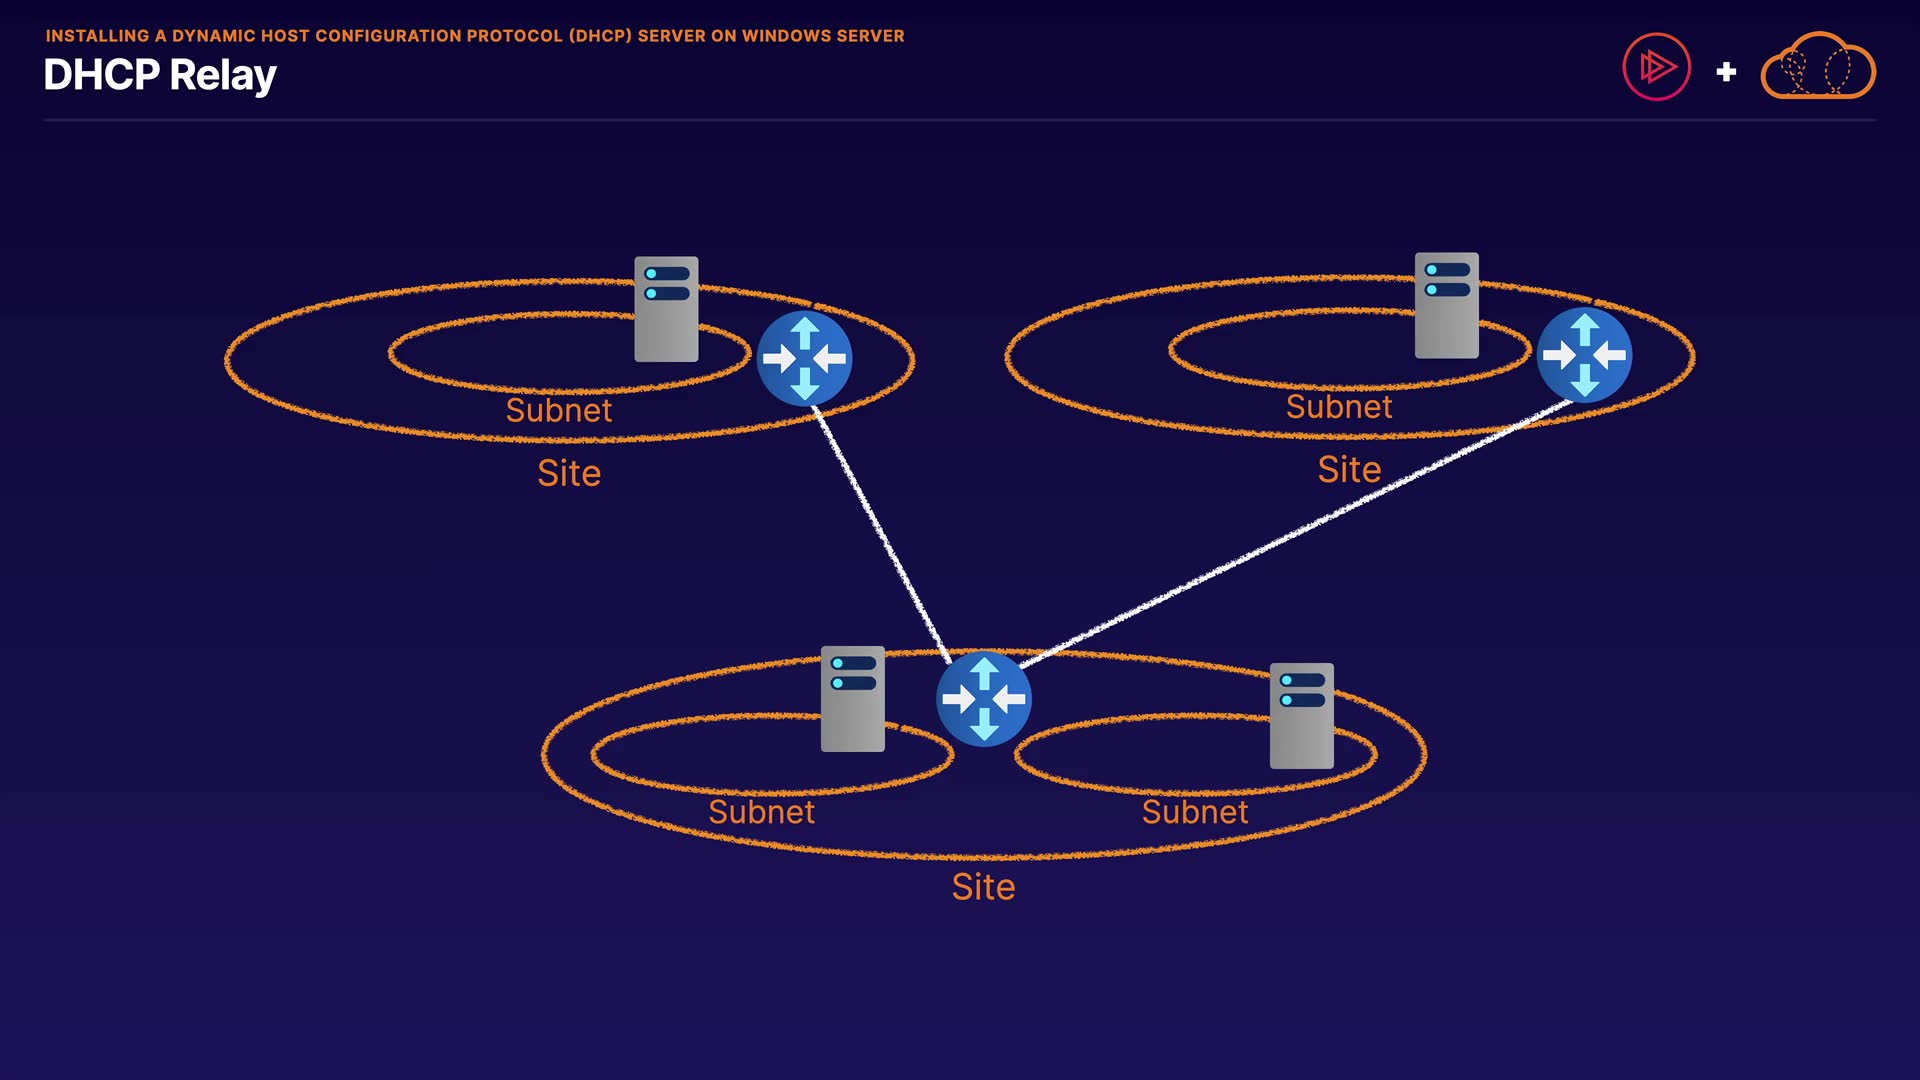 INSTALLING A DYNAMIC HOST CONFIGURATION PROTOCOL (DHCP) SERVER ON WINDOWS SERVER
DHCP Relay
Subnet
Site
Subnet
Site
Subnet
Subnet
Site